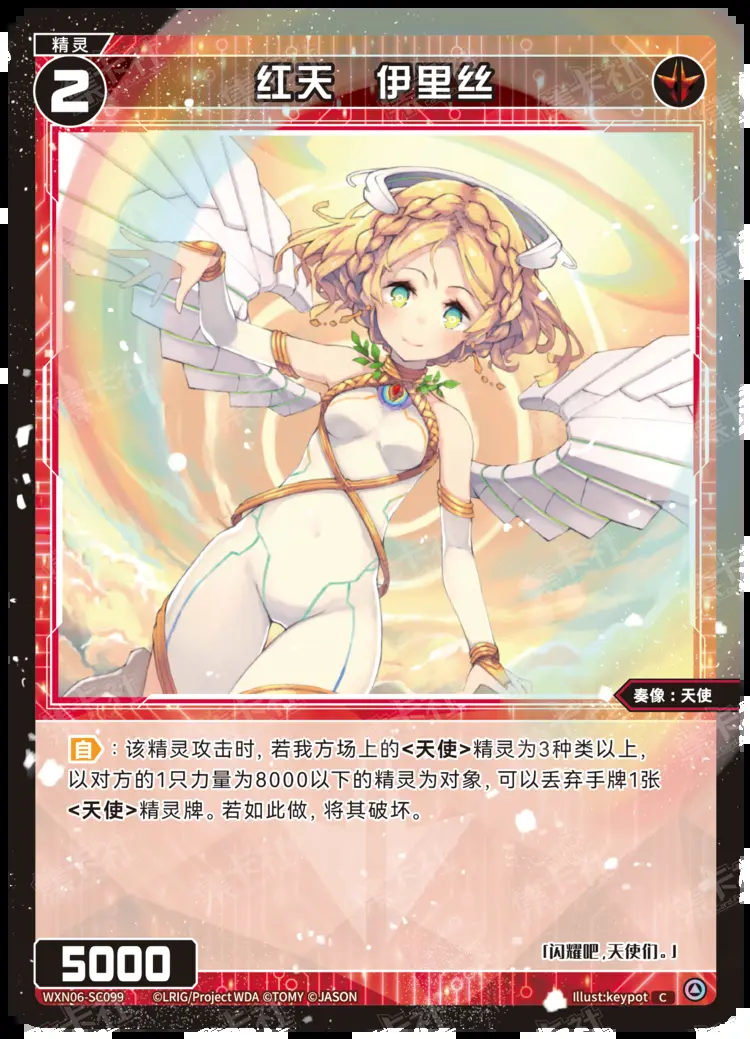 精灵
2
红天 伊里丝
奏像：天使
自：该精灵攻击时，若我方场上的<天使>精灵为3种类以上，
以对方的1只力量为8000以下的精灵为对象，可以丢弃手牌1张
<天使>精灵牌。若如此做，将其破坏。
「闪耀吧，天使们。」
5000
WXN06-SC099 ©LRIG/Project WDA ©TOMY ©JASON
Illust:keypot C